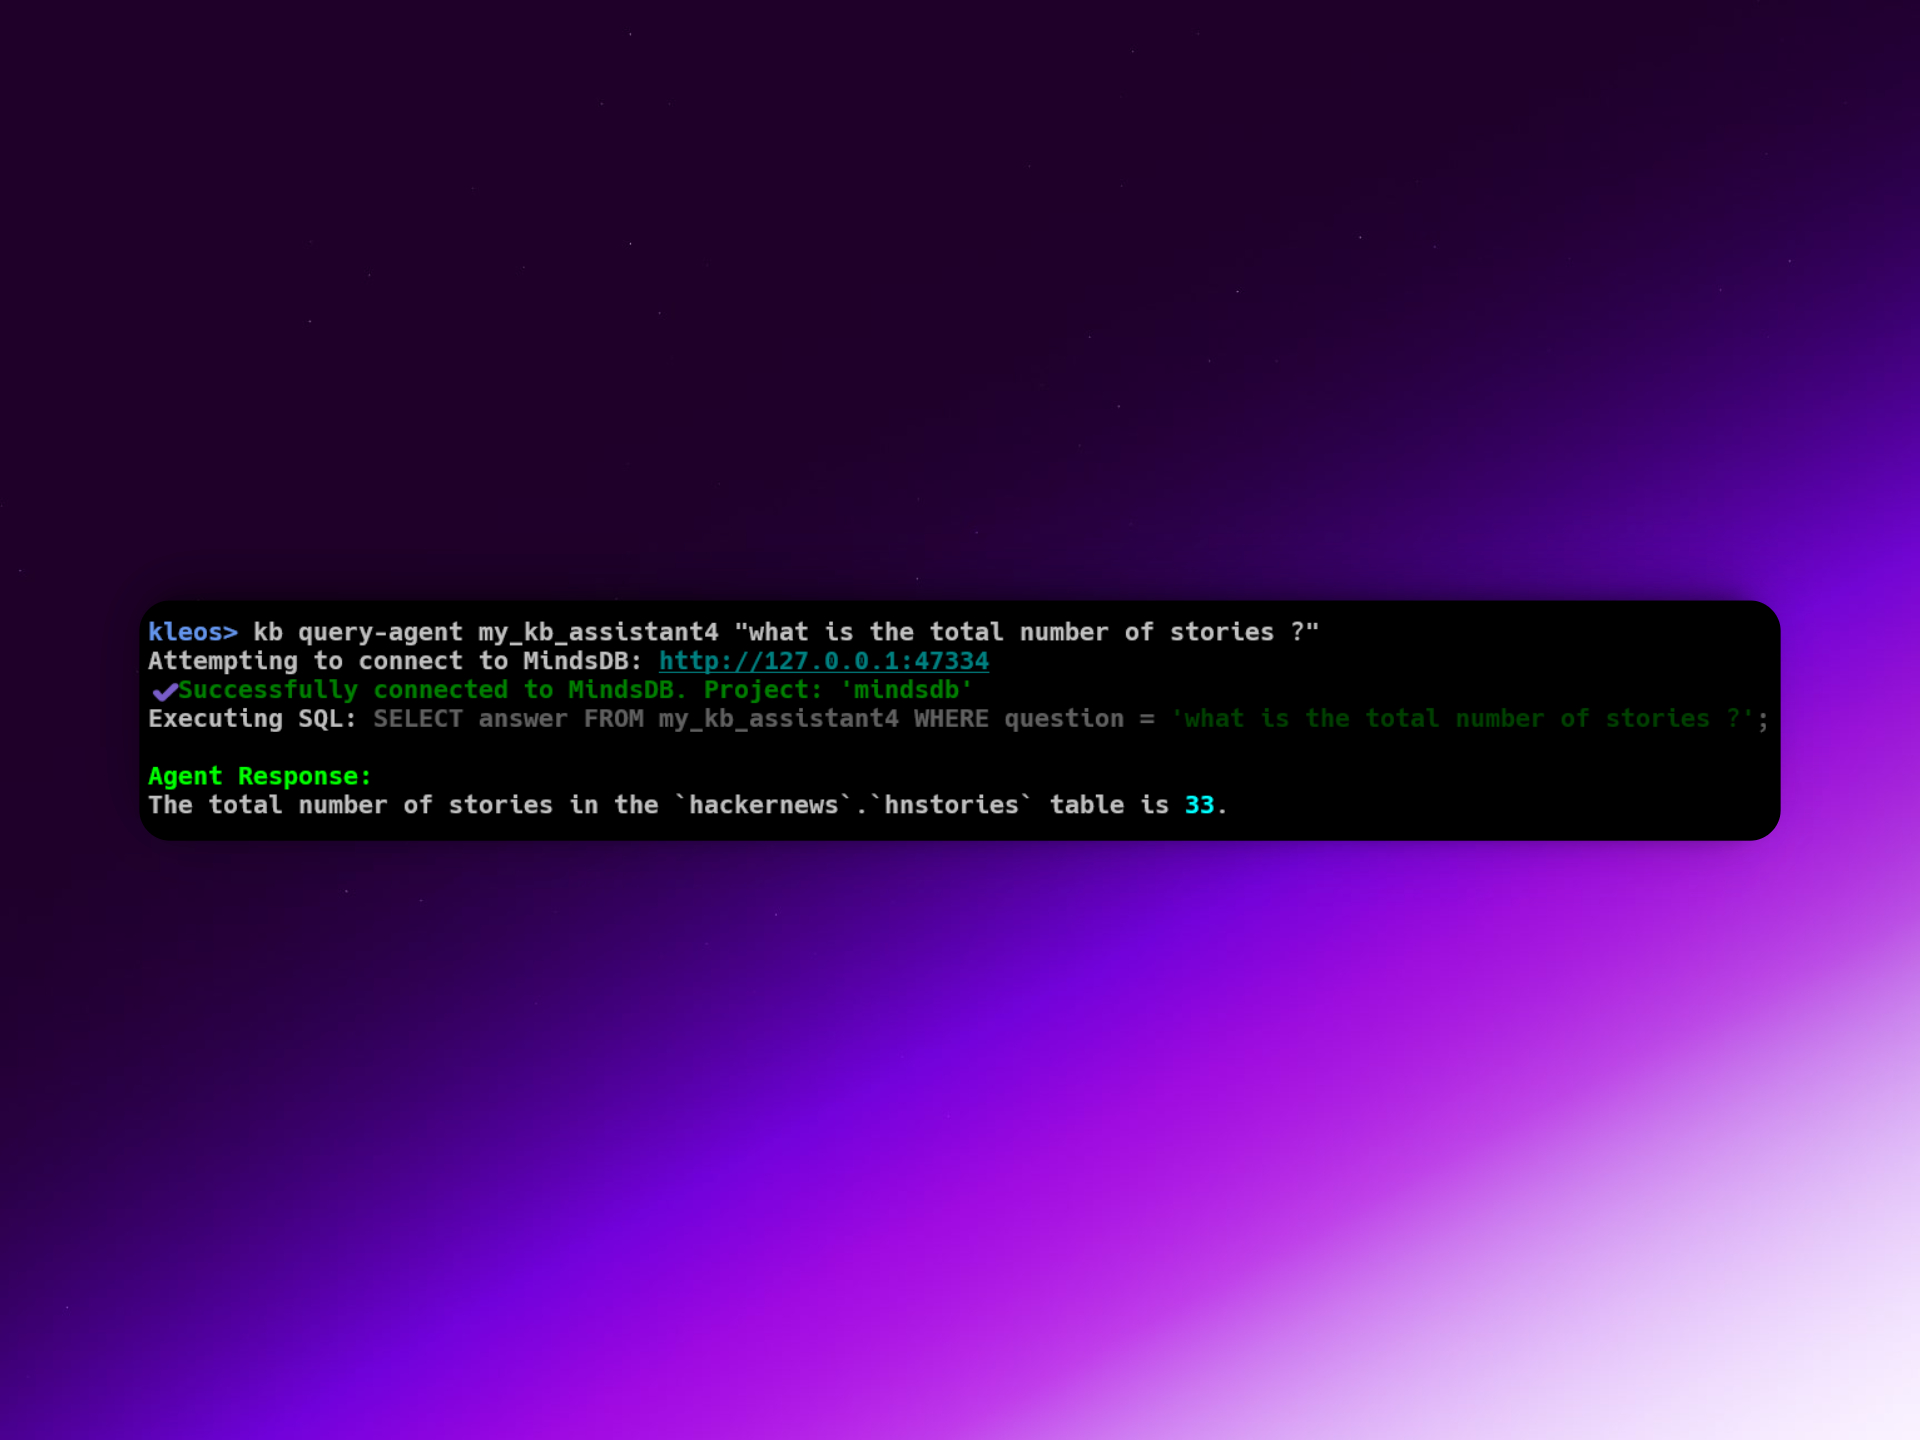 kleos> kb query-agent my_kb_assistant4 "what is the total number of stories ?"
Attempting to connect to MindsDB: http://127.0.0.1:47334
✔Successfully connected to MindsDB. Project: 'mindsdb'
Executing SQL: SELECT answer FROM my_kb_assistant4 WHERE question = 'what is the total number of stories ?';
Agent Response:
The total number of stories in the `hackernews`.`hnstories` table is 33.